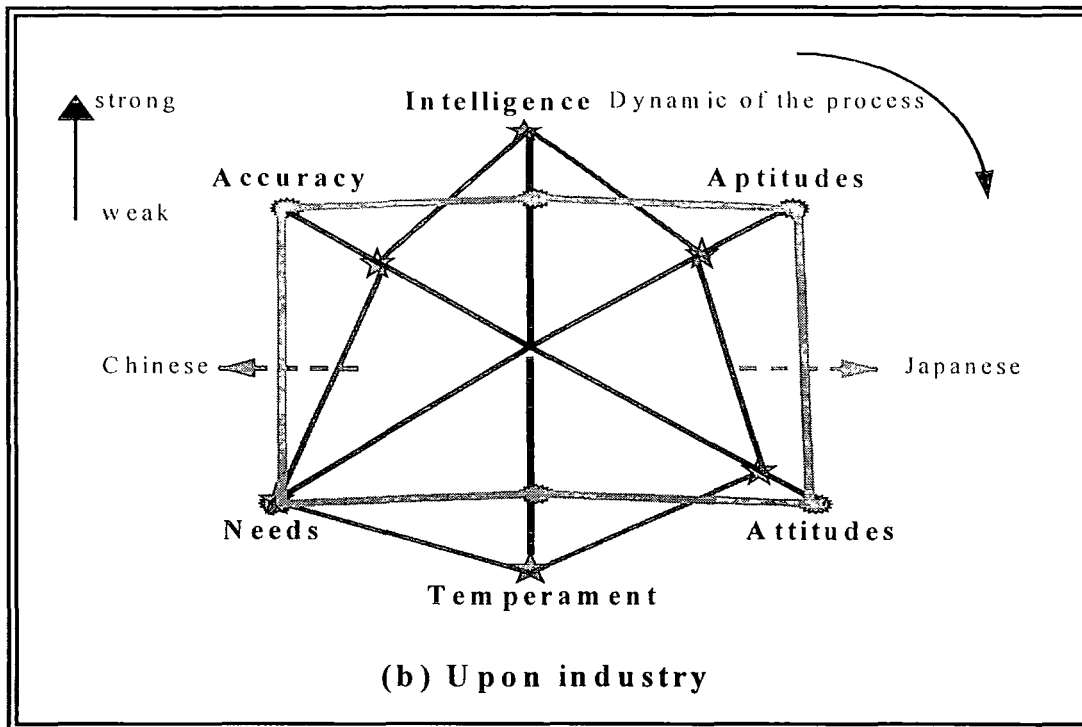 strong
Intelligence Dynamic of the process
Accuracy
Aptitudes
weak
Chinese
Japanese
Needs
Attitudes
Temperament
(b) Upon industry